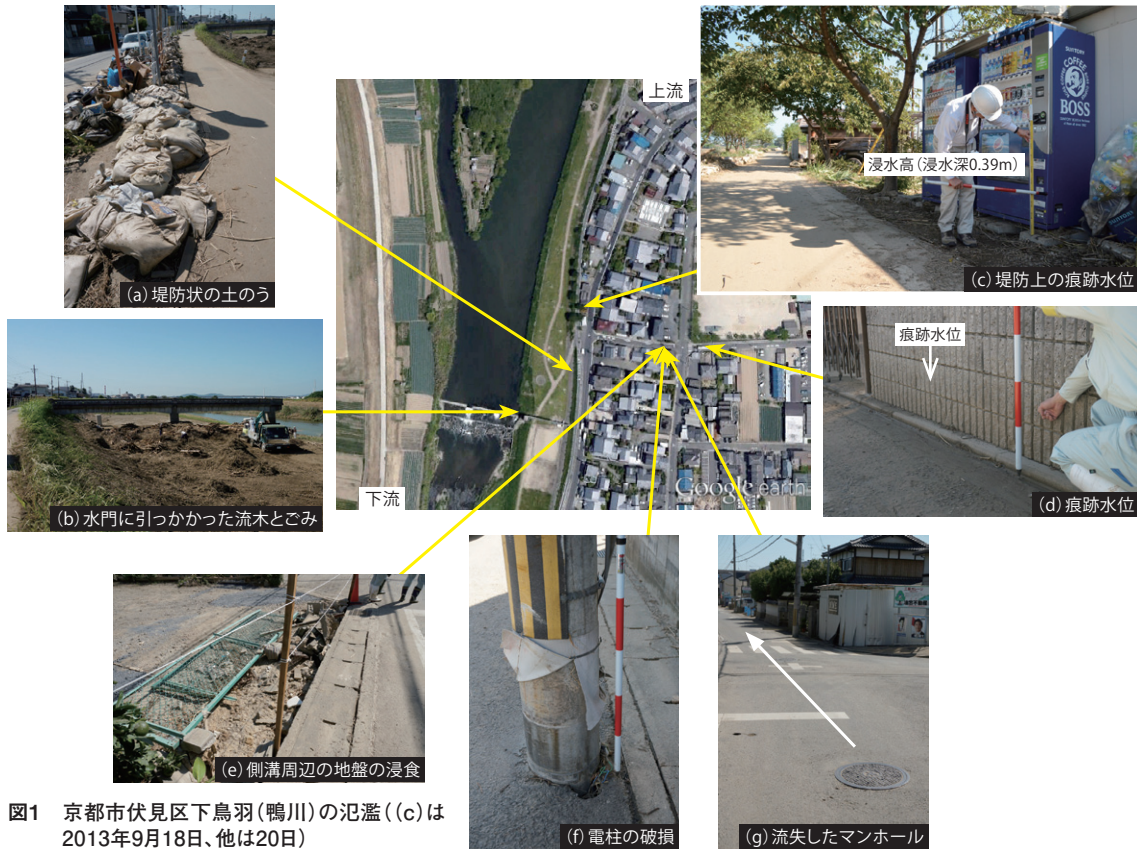 上流
SUNTORY
COFFEE
BOSS
浸水高(浸水深0.39m)
(a)堤防状の土のう
(c)堤防上の痕跡水位
痕跡水位
(b)水門に引っかかった流木とごみ
下流
Google earth
(d)痕跡水位
(e)側溝周辺の地盤の浸食
(f)電柱の破損
(g)流失したマンホール
図1 京都市伏見区下鳥羽(鴨川)の氾濫((c)は
2013年9月18日、他は20日)